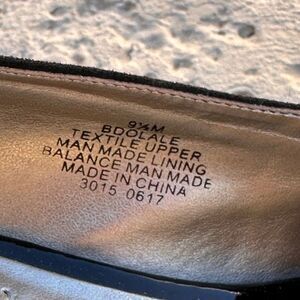 9½M
BDOLALE
TEXTILE UPPER
MAN MADE LINING
BALANCE MAN MADE
MADE IN CHINA
3015 0617